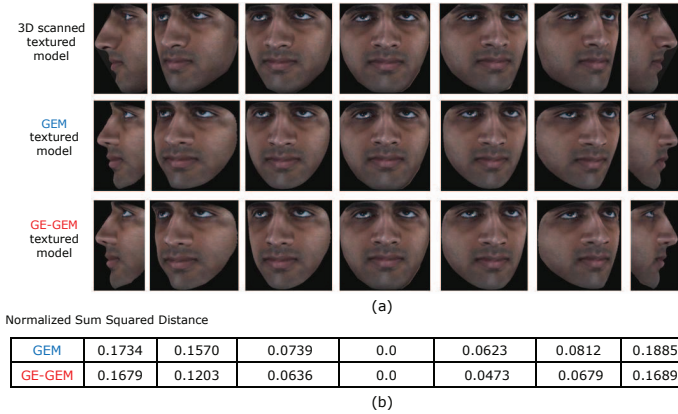 3D scanned
textured
model
GEM
textured
model
GE-GEM
textured
model
(a)
Normalized Sum Squared Distance
GEM 0.1734 0.1570 0.0739 0.0 0.0623 0.0812 0.1885
GE-GEM 0.1679 0.1203 0.0636 0.0 0.0473 0.0679 0.1689
(b)